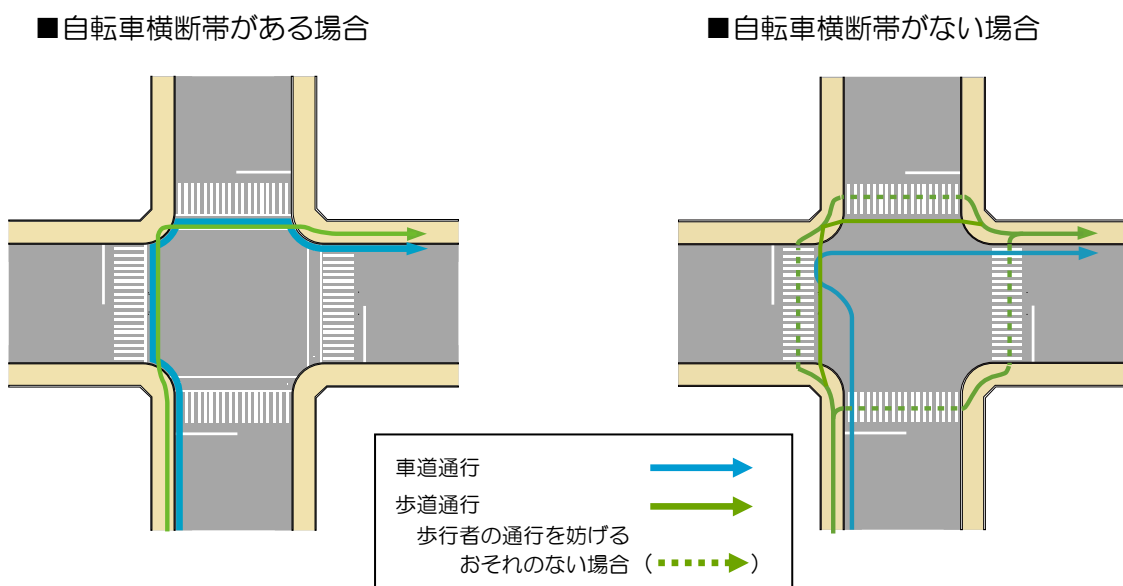 ■自転車横断帯がある場合
■自転車横断帯がない場合
車道通行
歩道通行
歩行者の通行を妨げる
おそれのない場合（　　　）